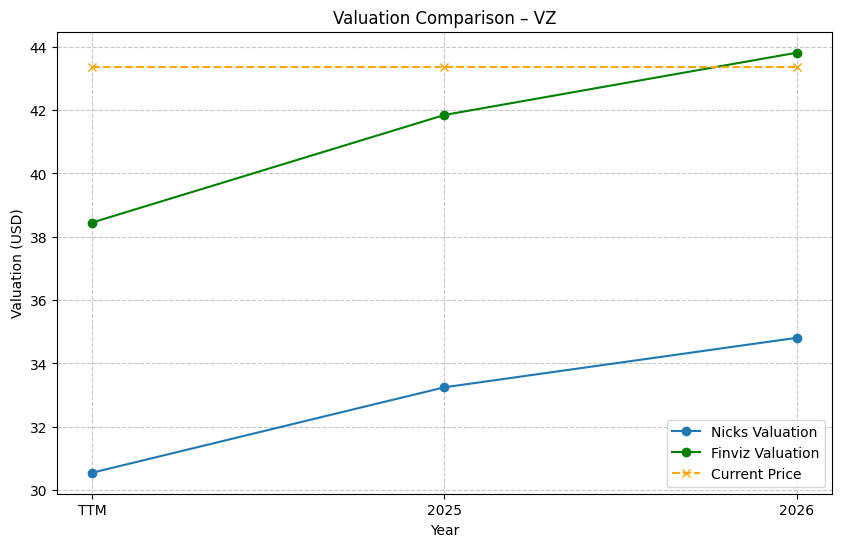 Valuation Comparison – VZ
Valuation (USD)
44
42
40
38
36
34
32
30
TTM
2025
2026
Year
Nicks Valuation
Finviz Valuation
Current Price